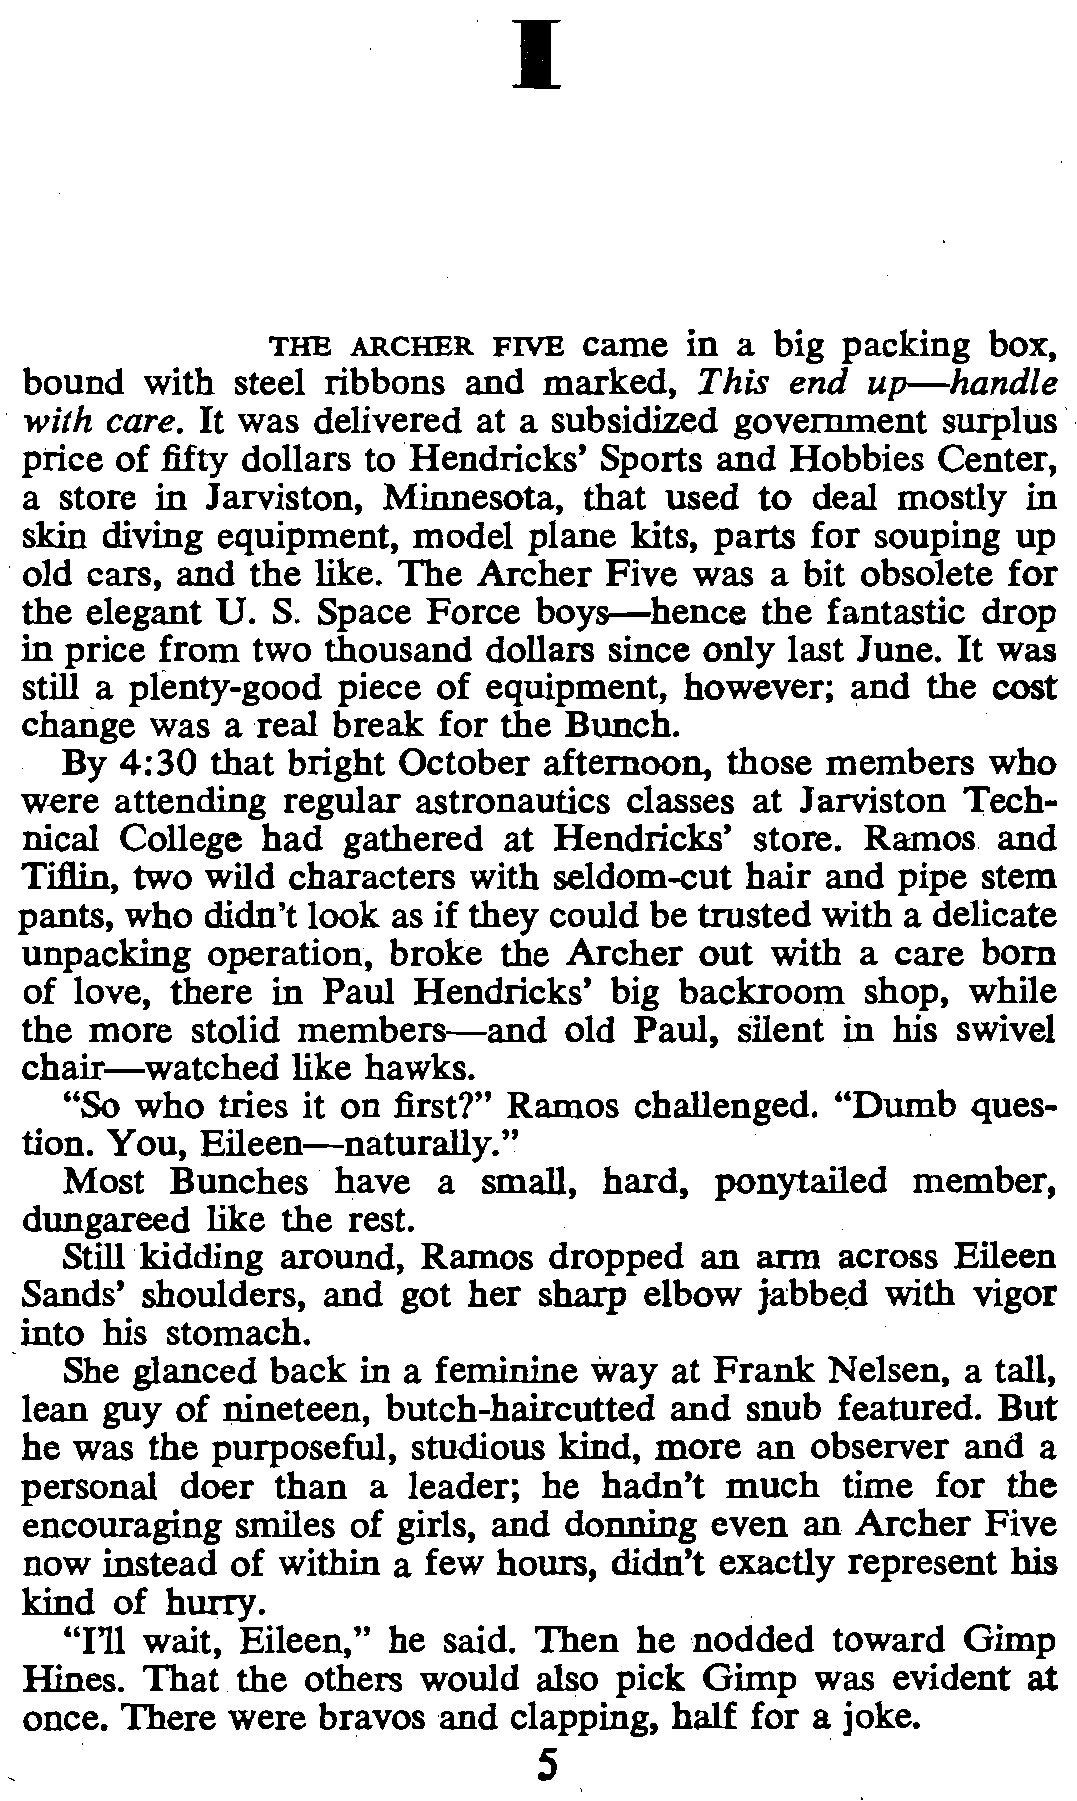 I
THE ARCHER FIVE came in a big packing box,
bound with steel ribbons and marked, This end up—handle
with care. It was delivered at a subsidized government surplus
price of fifty dollars to Hendricks’ Sports and Hobbies Center,
a store in Jarviston, Minnesota, that used to deal mostly in
skin diving equipment, model plane kits, parts for souping up
old cars, and the like. The Archer Five was a bit obsolete for
the elegant U. S. Space Force boys—hence the fantastic drop
in price from two thousand dollars since only last June. It was
still a plenty-good piece of equipment, however; and the cost
change was a real break for the Bunch.
By 4:30 that bright October afternoon, those members who
were attending regular astronautics classes at Jarviston Tech-
nical College had gathered at Hendricks’ store. Ramos and
Tiflin, two wild characters with seldom-cut hair and pipe stem
pants, who didn’t look as if they could be trusted with a delicate
unpacking operation, broke the Archer out with a care born
of love, there in Paul Hendricks’ big backroom shop, while
the more stolid members—and old Paul, silent in his swivel
chair—watched like hawks.
“So who tries it on first?” Ramos challenged. “Dumb ques-
tion. You, Eileen—naturally.”
Most Bunches have a small, hard, ponytailed member,
dungareed like the rest.
Still kidding around, Ramos dropped an arm across Eileen
Sands’ shoulders, and got her sharp elbow jabbed with vigor
into his stomach.
She glanced back in a feminine way at Frank Nelsen, a tall,
lean guy of nineteen, butch-haircutted and snub featured. But
he was the purposeful, studious kind, more an observer and a
personal doer than a leader; he hadn’t much time for the
encouraging smiles of girls, and donning even an Archer Five
now instead of within a few hours, didn’t exactly represent his
kind of hurry.
“I’ll wait, Eileen,” he said. Then he nodded toward Gimp
Hines. That the others would also pick Gimp was evident at
once. There were bravos and clapping, half for a joke.
5